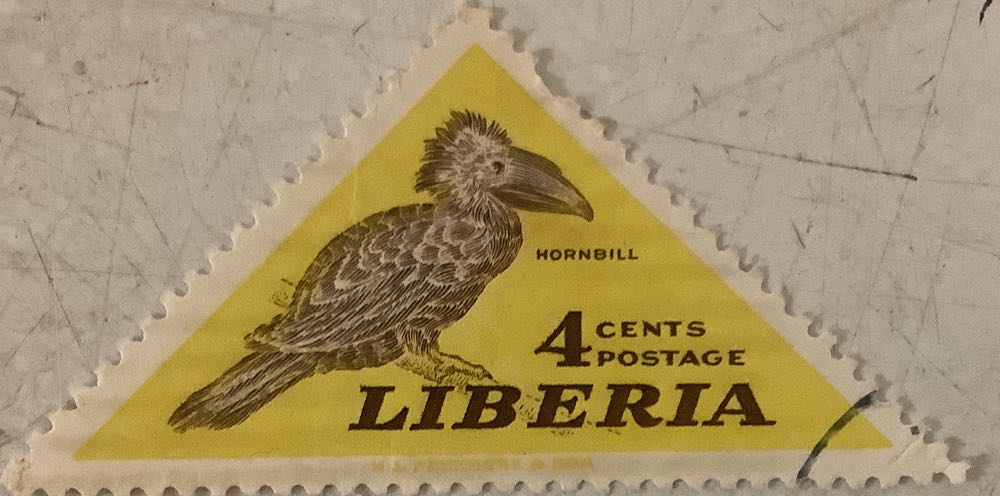 HORNBILL
4 CENTS
POSTAGE
LIBERIA